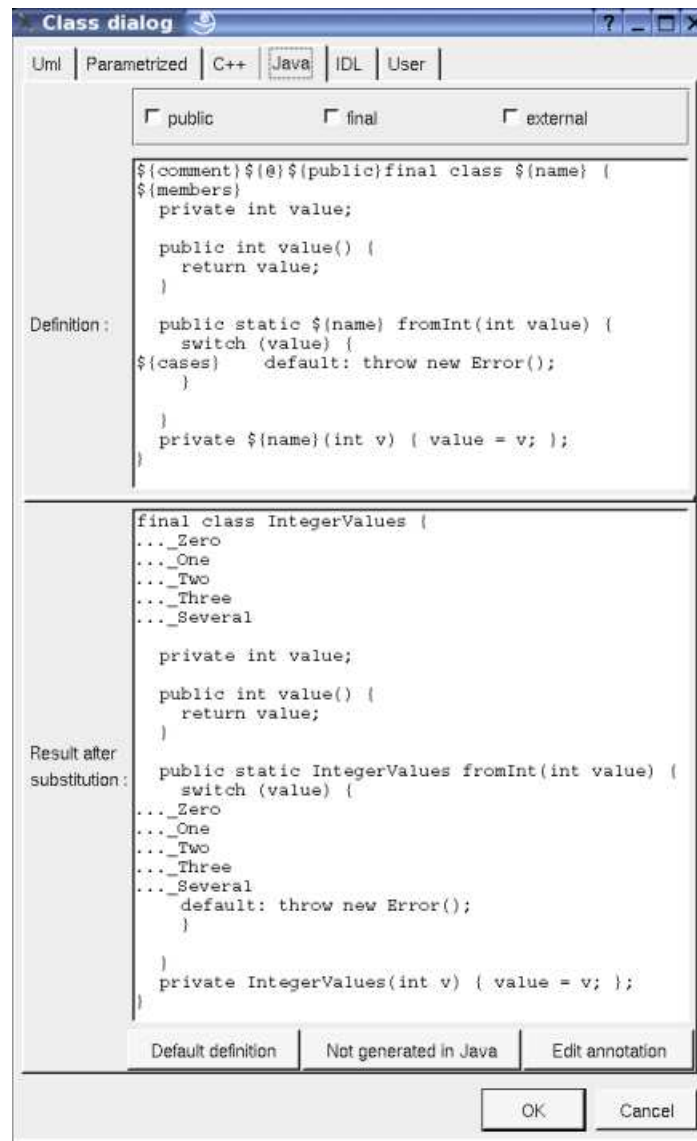 Class dialog
? _ □ X
Uml Parametrized C++ Java IDL User
public final external
Definition :
${comment}${@}${public}final class ${name} {
${members}
  private int value;
  public int value() {
    return value;
  }
  public static ${name} fromInt(int value) {
    switch (value) {
${cases}    default: throw new Error();
    }
  }
  private ${name}(int v) { value = v; };
}
Result after
substitution :
final class IntegerValues {
..._Zero
..._One
..._Two
..._Three
..._Several
  private int value;
  public int value() {
    return value;
  }
  public static IntegerValues fromInt(int value) {
    switch (value) {
..._Zero
..._One
..._Two
..._Three
..._Several
    default: throw new Error();
    }
  }
  private IntegerValues(int v) { value = v; };
}
Default definition Not generated in Java Edit annotation
OK Cancel